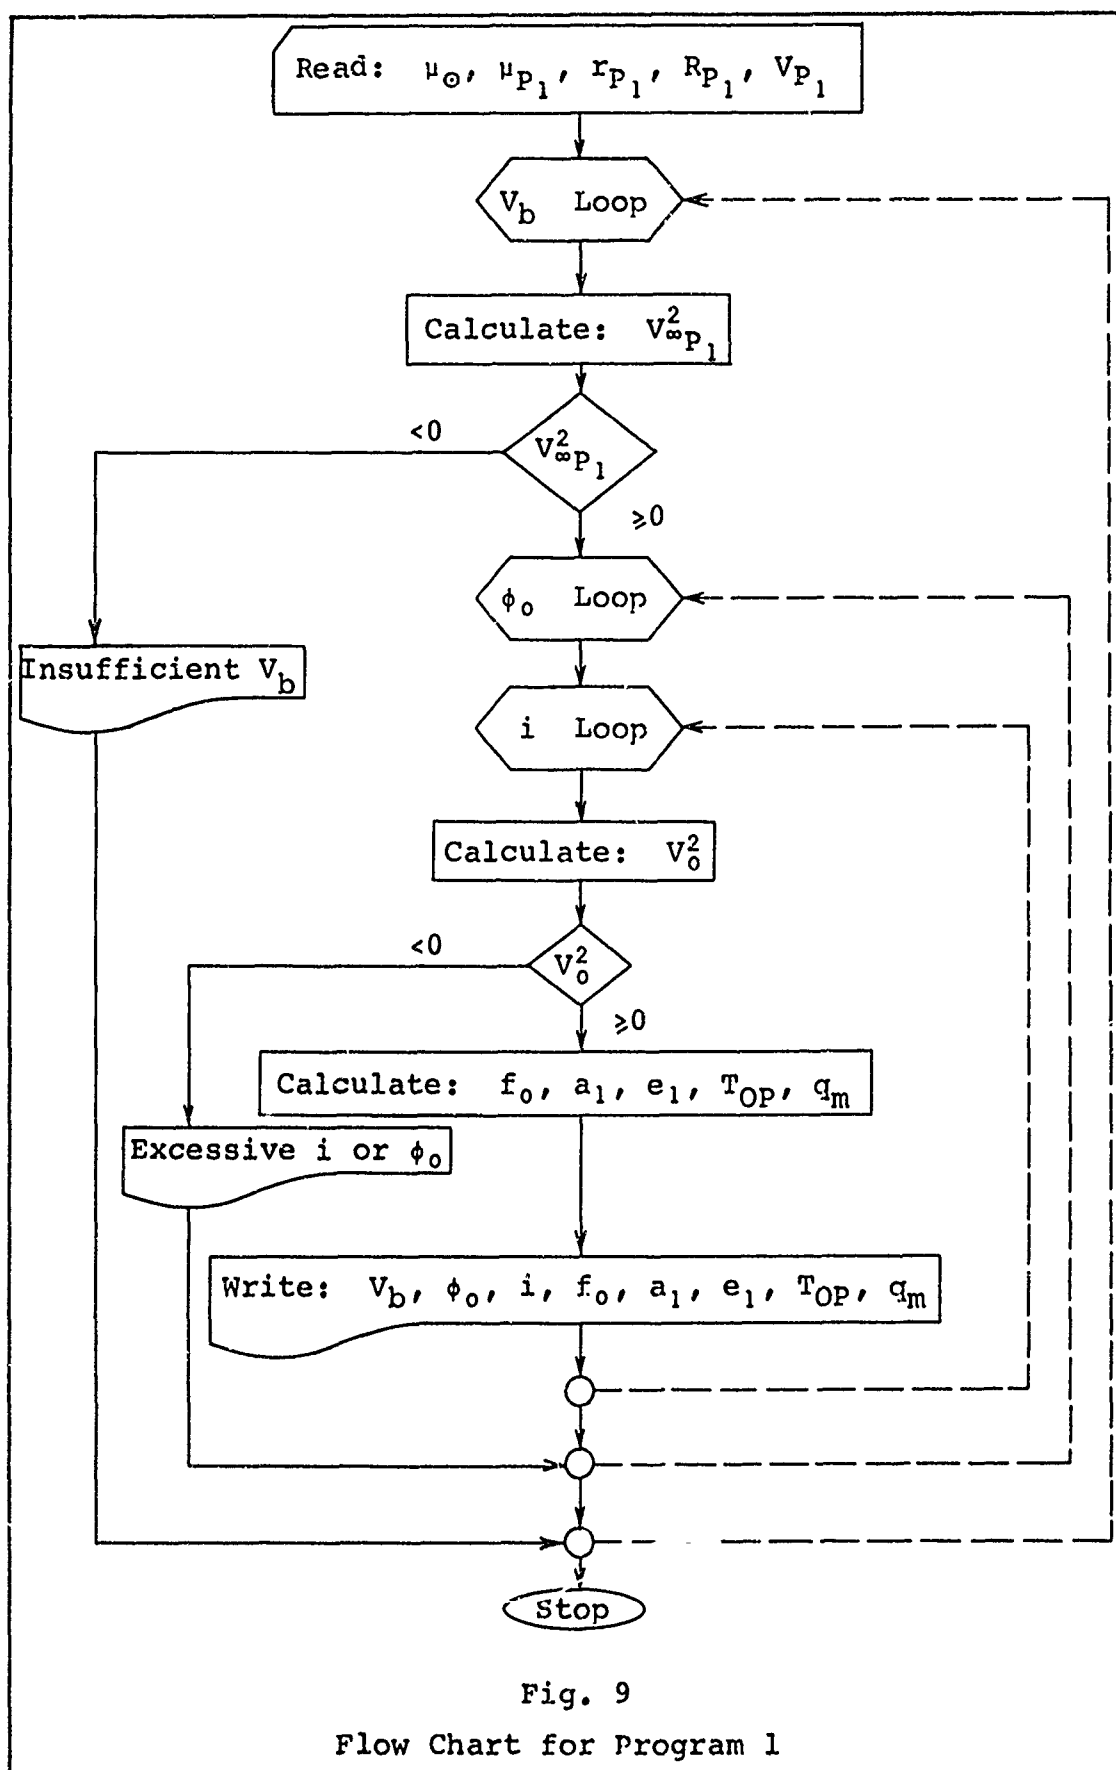 Read: μ⊙, μP₁, rP₁, RP₁, VP₁
Vb Loop
Calculate: V²∞P₁
<0
V²∞P₁
≥0
ϕo Loop
Insufficient Vb
i Loop
Calculate: V²o
<0
V²o
≥0
Calculate: fo, a₁, e₁, TOP, qm
Excessive i or ϕo
Write: Vb, ϕo, i, fo, a₁, e₁, TOP, qm
Stop
Fig. 9
Flow Chart for Program 1